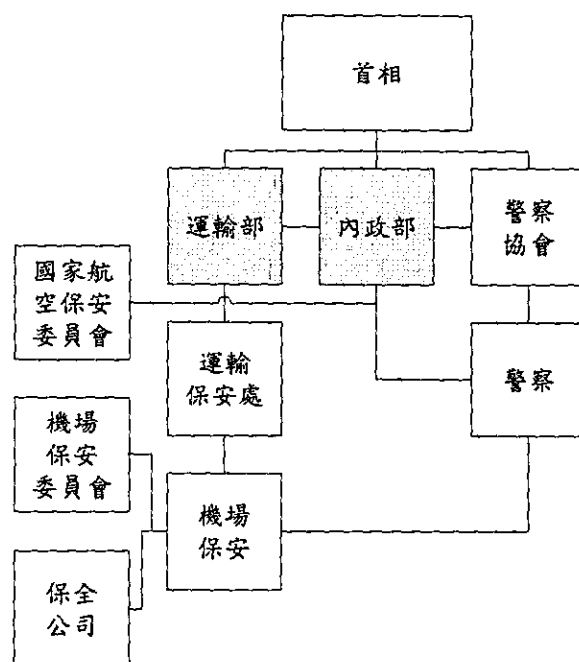 首相
運輸部
內政部
警察
協會
國家航
空保安
委員會
運輸
保安處
警察
機場
保安
委員會
機場
保安
保全
公司